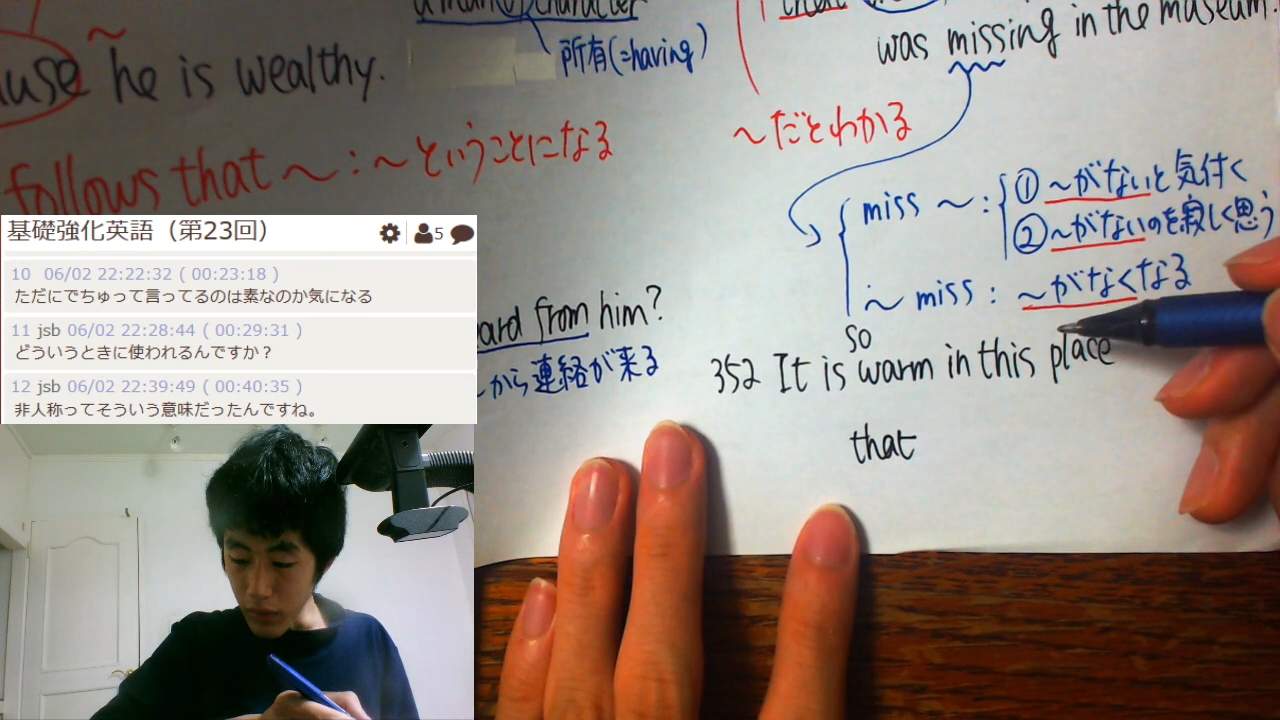 a man of character
所有(=having)
he is wealthy.
follows that ～ : ～ということになる
was missing in the museum.
～だとわかる
miss ～ : ① ～がないと気付く
② ～がないのを寂しく思う
～ miss : ～がなくなる
基礎強化英語（第23回）
5
10 06/02 22:22:32 ( 00:23:18 )
ただにでちゅって言ってるのは素なのか気になる
11 jsb 06/02 22:28:44 ( 00:29:31 )
どういうときに使われるんですか？
12 jsb 06/02 22:39:49 ( 00:40:35 )
非人称ってそういう意味だったんですね。
from him?
から連絡が来る
so
352 It is warm in this place
that